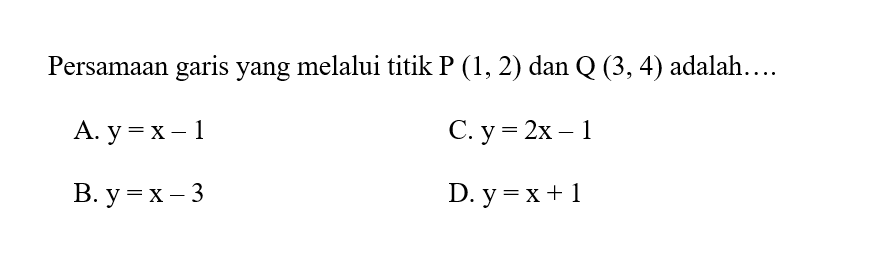 Persamaan garis yang melalui titik P (1, 2) dan Q (3, 4) adalah….
A. y = x – 1
C. y = 2x – 1
B. y = x – 3
D. y = x + 1